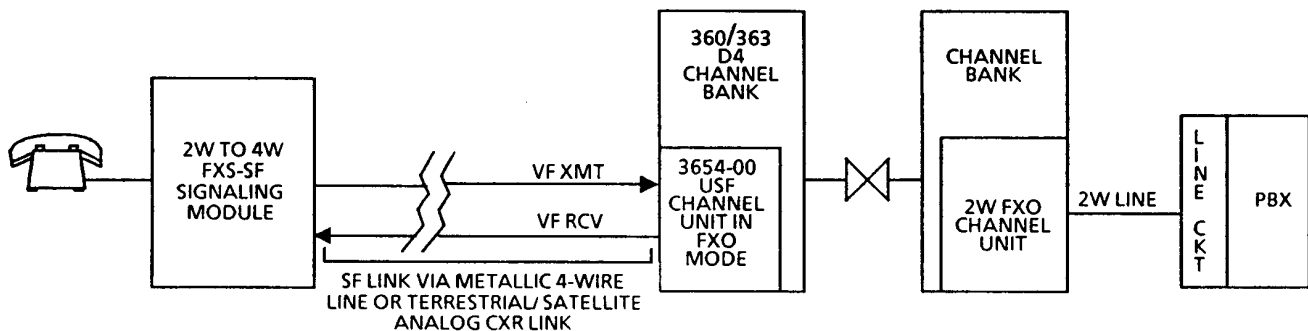 2W TO 4W
FXS-SF
SIGNALING
MODULE
VF XMT
VF RCV
SF LINK VIA METALLIC 4-WIRE
LINE OR TERRESTRIAL/ SATELLITE
ANALOG CXR LINK
360/363
D4
CHANNEL
BANK
3654-00
USF
CHANNEL
UNIT IN
FXO
MODE
CHANNEL
BANK
2W FXO
CHANNEL
UNIT
2W LINE
LINE CKT
PBX